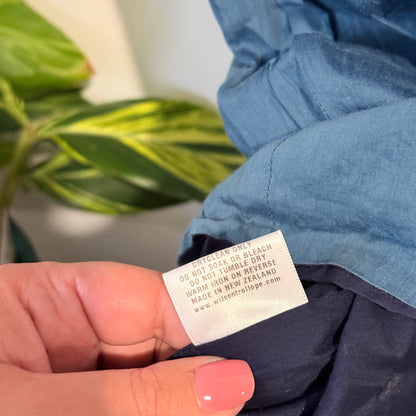 DRYCLEAN ONLY
DO NOT SOAK OR BLEACH
DO NOT TUMBLE DRY
WARM IRON ON REVERSE
MADE IN NEW ZEALAND
www.wilsontrollope.com